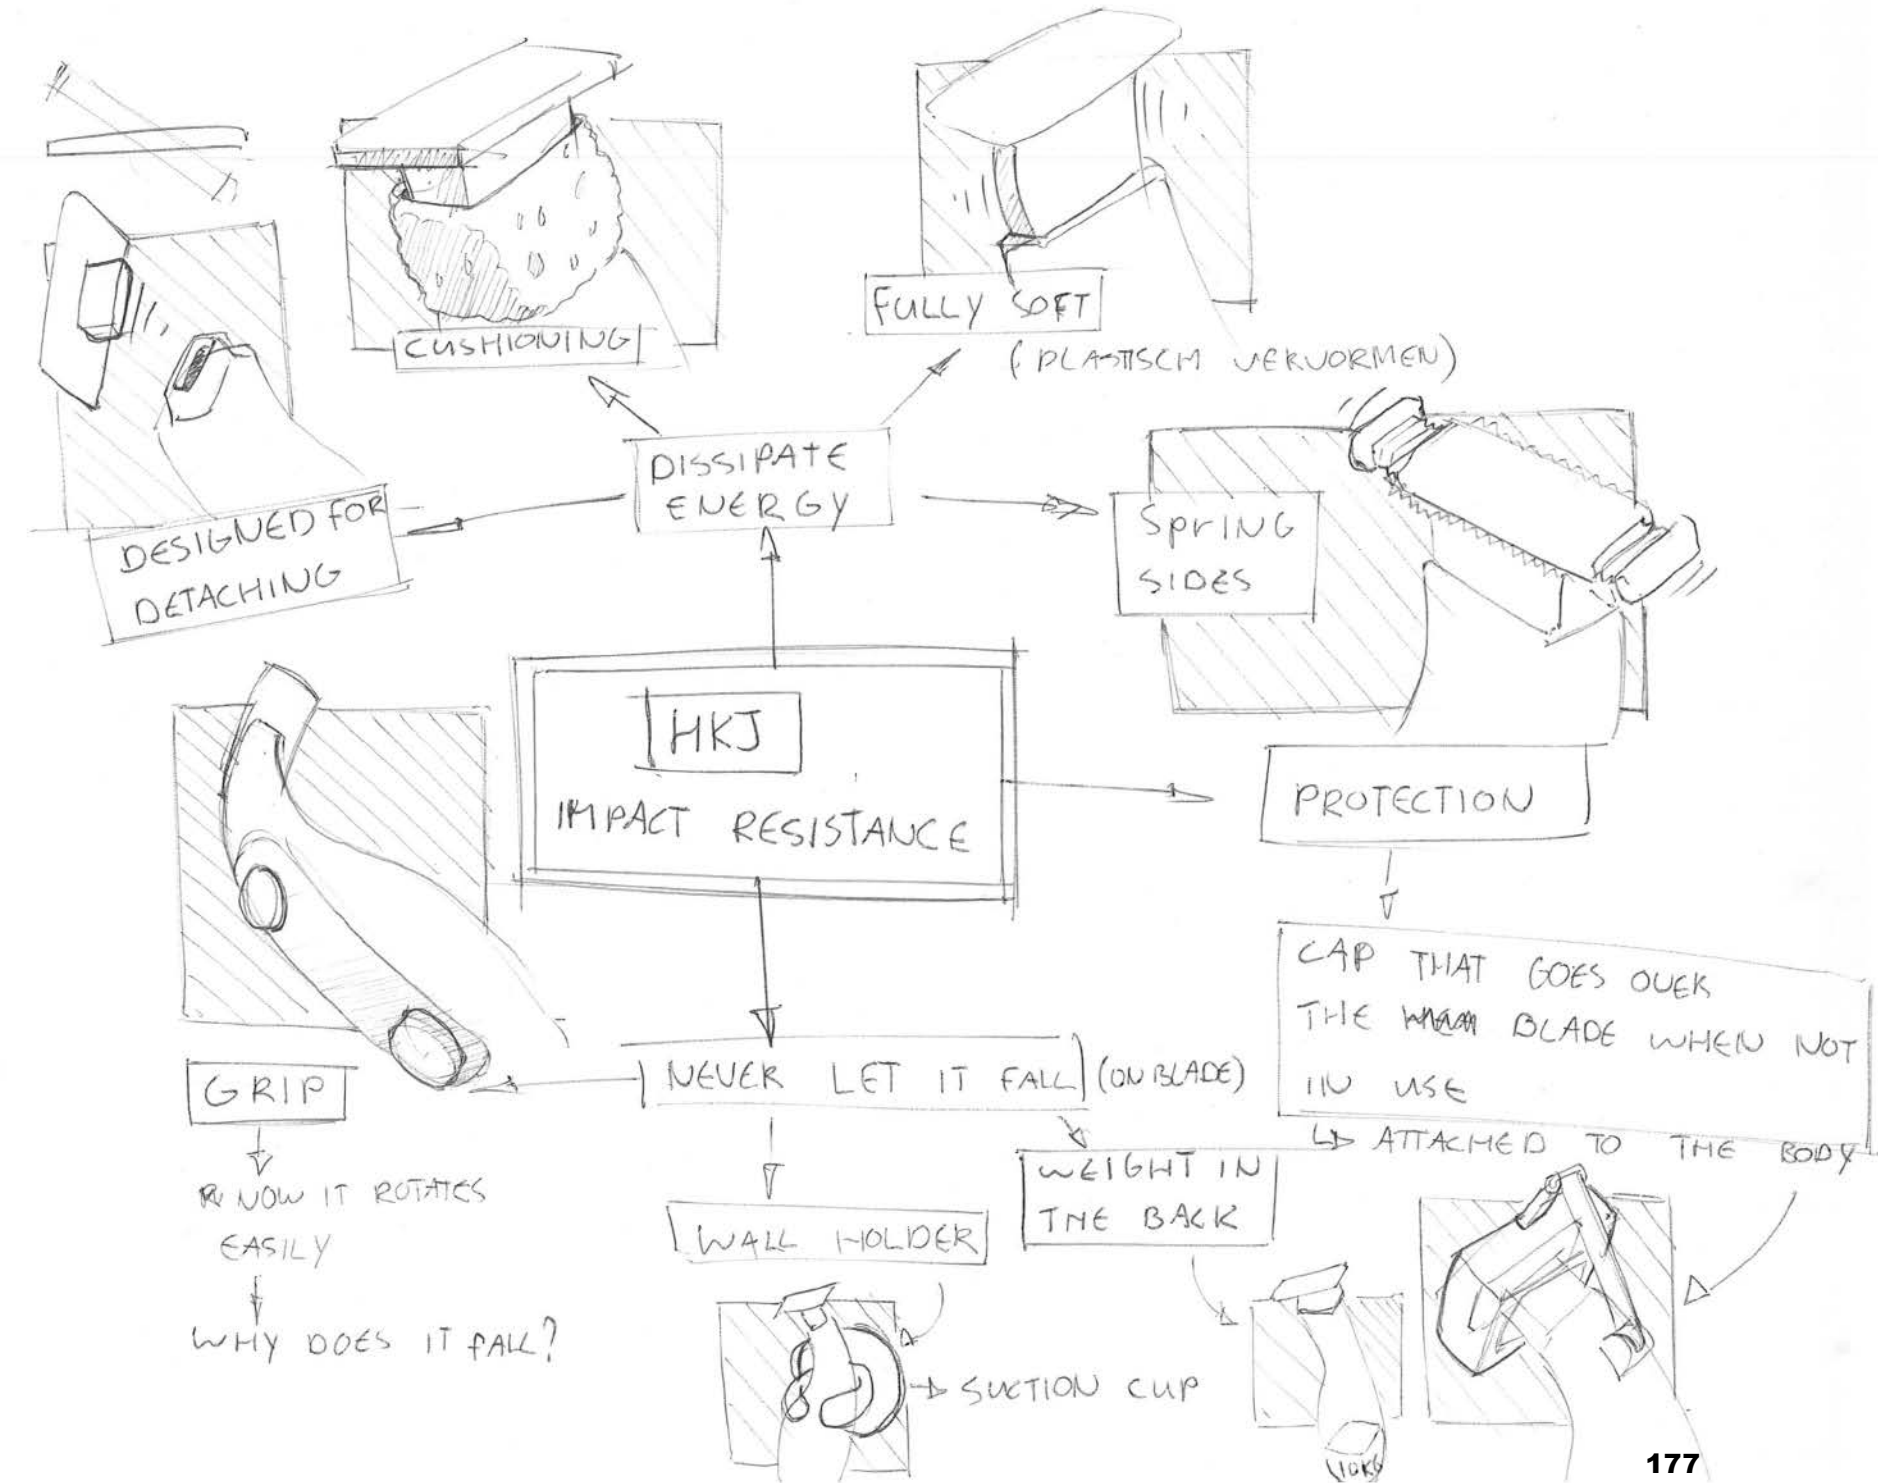 CUSHIONING
FULLY SOFT
(PLASTISCH VERVORMEN)
DISSIPATE
ENERGY
DESIGNED FOR
DETACHING
SPRING
SIDES
HKJ
IMPACT RESISTANCE
PROTECTION
CAP THAT GOES OVER
THE BLADE WHEN NOT
IN USE
ATTACHED TO THE BODY
NEVER LET IT FALL (ON BLADE)
GRIP
NOW IT ROTATES
EASILY
WHY DOES IT FALL?
WALL HOLDER
SUCTION CUP
WEIGHT IN
THE BACK
10KG
177